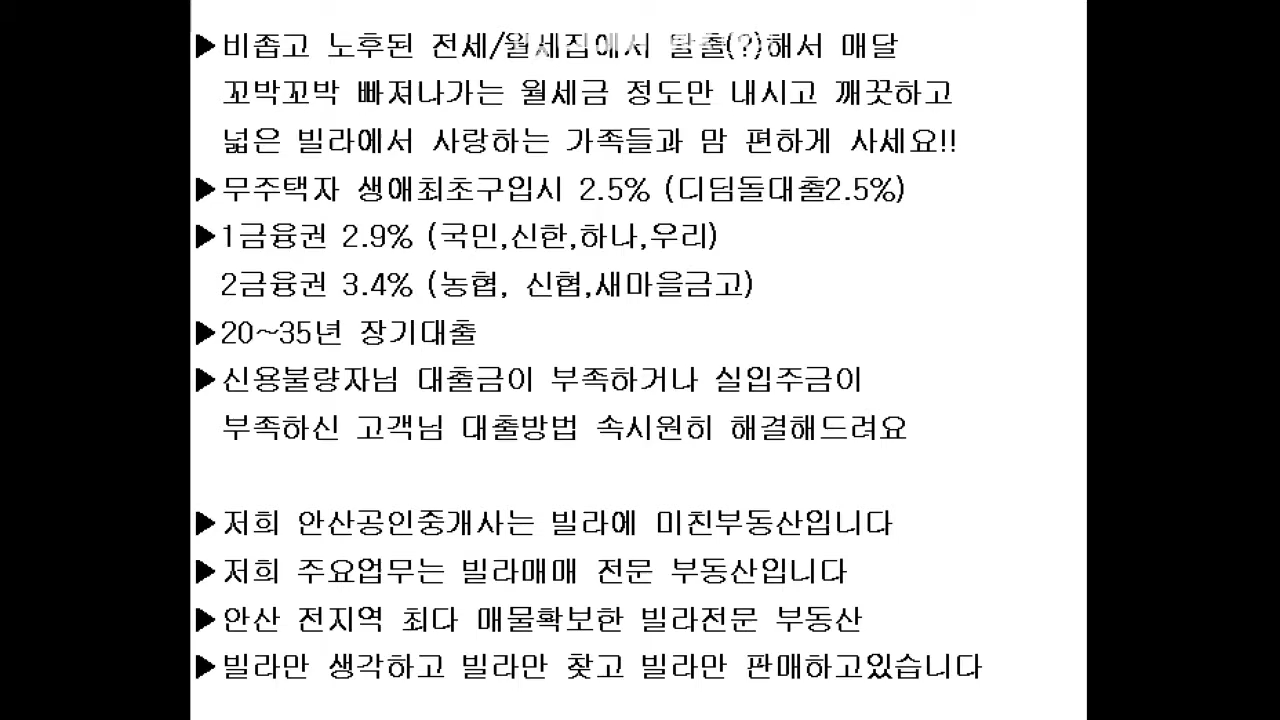 ▶비좁고 노후된 전세/월세집에서 탈출(?)해서 매달
꼬박꼬박 빠져나가는 월세금 정도만 내시고 깨끗하고
넓은 빌라에서 사랑하는 가족들과 맘 편하게 사세요!!
▶무주택자 생애최초구입시 2.5% (디딤돌대출2.5%)
▶1금융권 2.9% (국민,신한,하나,우리)
2금융권 3.4% (농협, 신협,새마을금고)
▶20~35년 장기대출
▶신용불량자님 대출금이 부족하거나 실입주금이
부족하신 고객님 대출방법 속시원히 해결해드려요
▶저희 안산공인중개사는 빌라에 미친부동산입니다
▶저희 주요업무는 빌라매매 전문 부동산입니다
▶안산 전지역 최다 매물확보한 빌라전문 부동산
▶빌라만 생각하고 빌라만 찾고 빌라만 판매하고있습니다